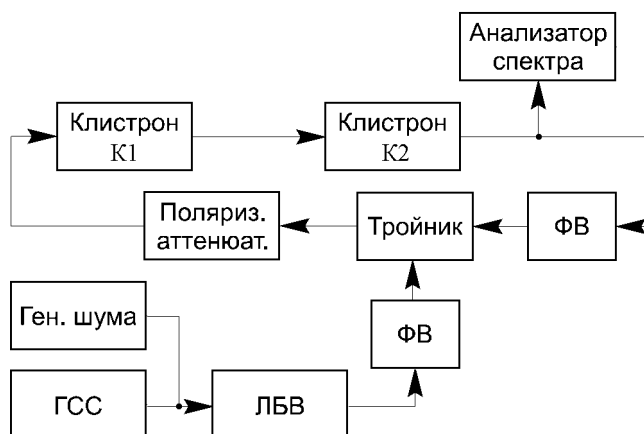 Анализатор
спектра
Клистрон
К1
Клистрон
К2
Поляриз.
аттенюат.
Тройник
ФВ
Ген. шума
ФВ
ГСС
ЛБВ